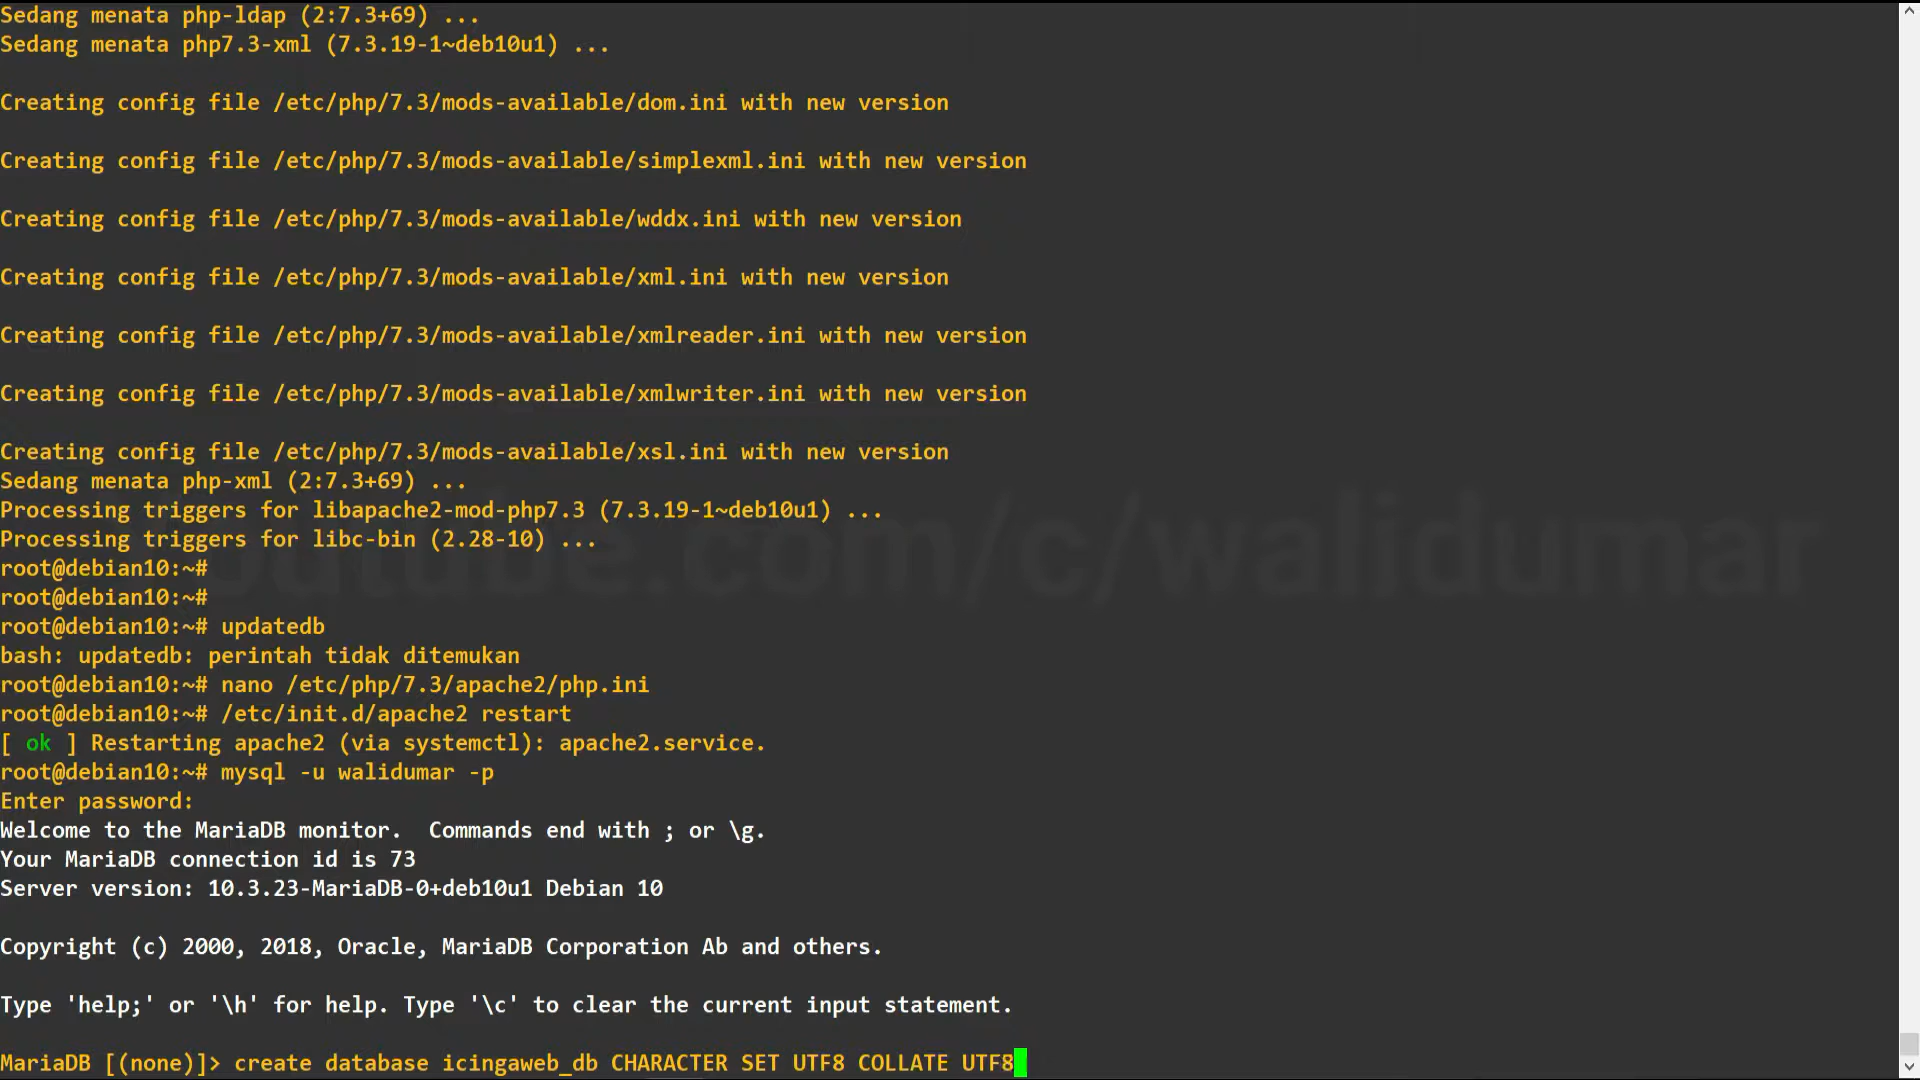 Sedang menata php-ldap (2:7.3+69) ...
Sedang menata php7.3-xml (7.3.19-1~deb10u1) ...
Creating config file /etc/php/7.3/mods-available/dom.ini with new version
Creating config file /etc/php/7.3/mods-available/simplexml.ini with new version
Creating config file /etc/php/7.3/mods-available/wddx.ini with new version
Creating config file /etc/php/7.3/mods-available/xml.ini with new version
Creating config file /etc/php/7.3/mods-available/xmlreader.ini with new version
Creating config file /etc/php/7.3/mods-available/xmlwriter.ini with new version
Creating config file /etc/php/7.3/mods-available/xsl.ini with new version
Sedang menata php-xml (2:7.3+69) ...
Processing triggers for libapache2-mod-php7.3 (7.3.19-1~deb10u1) ...
Processing triggers for libc-bin (2.28-10) ...
Youtube.com/c/walidumar
root@debian10:~#
root@debian10:~#
root@debian10:~# updatedb
bash: updatedb: perintah tidak ditemukan
root@debian10:~# nano /etc/php/7.3/apache2/php.ini
root@debian10:~# /etc/init.d/apache2 restart
[ ok ] Restarting apache2 (via systemctl): apache2.service.
root@debian10:~# mysql -u walidumar -p
Enter password:
Welcome to the MariaDB monitor.  Commands end with ; or \g.
Your MariaDB connection id is 73
Server version: 10.3.23-MariaDB-0+deb10u1 Debian 10
Copyright (c) 2000, 2018, Oracle, MariaDB Corporation Ab and others.
Type 'help;' or '\h' for help. Type '\c' to clear the current input statement.
MariaDB [(none)]> create database icingaweb_db CHARACTER SET UTF8 COLLATE UTF8